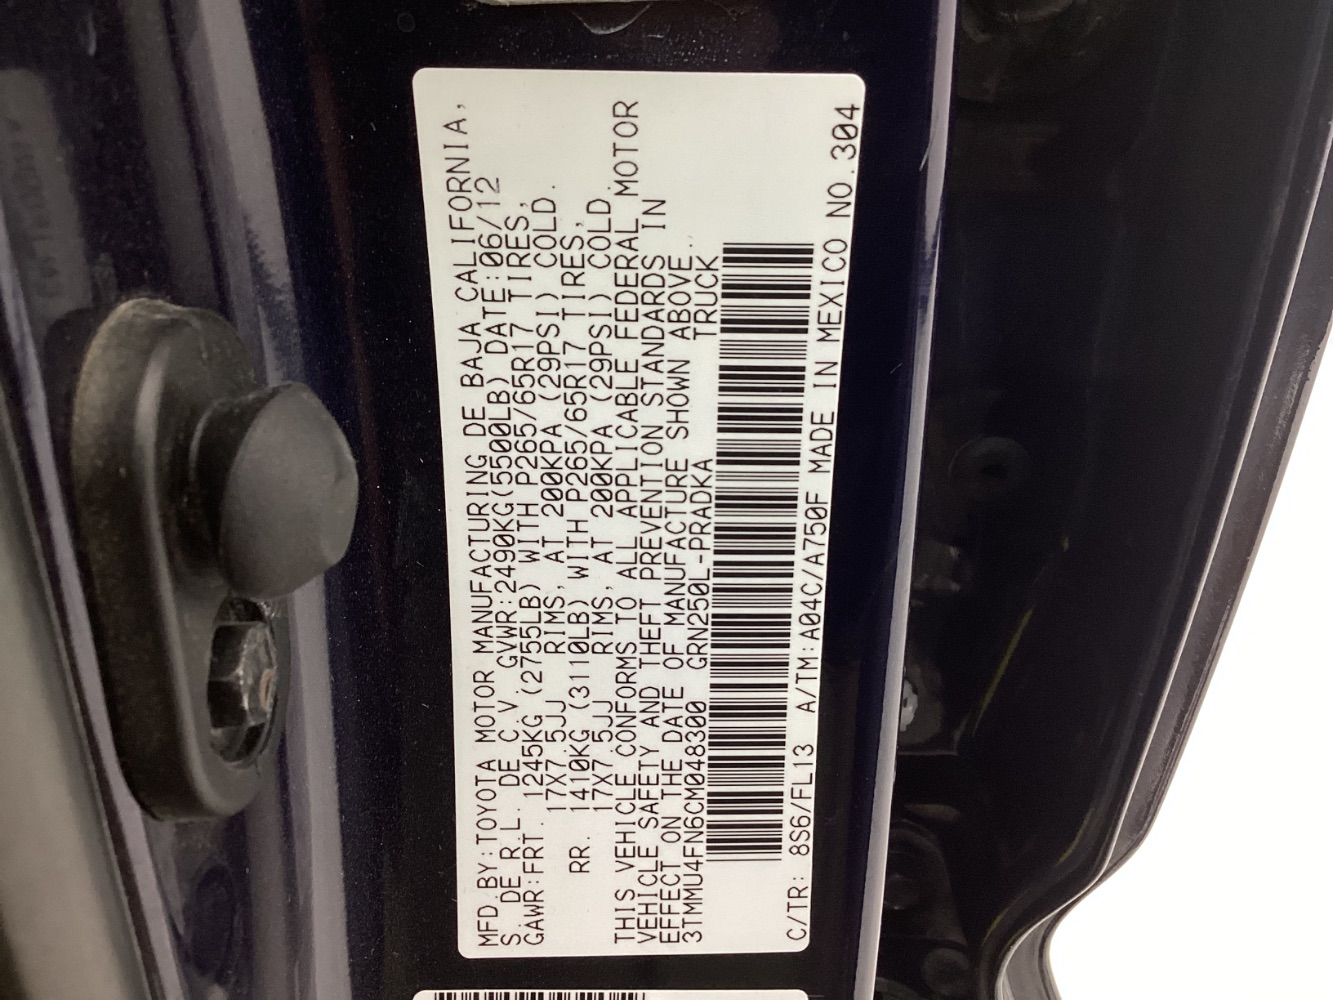 MFD.BY:TOYOTA MOTOR MANUFACTURING DE BAJA CALIFORNIA,
S. DE R.L. DE C.V. GVWR:2490KG(5500LB) DATE:06/12
GAWR:FRT. 1245KG (2755LB) WITH P265/65R17 TIRES,
17X7.5JJ RIMS, AT 200KPA (29PSI) COLD.
RR. 1410KG (3110LB) WITH P265/65R17 TIRES,
17X7.5JJ RIMS, AT 200KPA (29PSI) COLD.
THIS VEHICLE CONFORMS TO ALL APPLICABLE FEDERAL MOTOR
VEHICLE SAFETY AND THEFT PREVENTION STANDARDS IN
EFFECT ON THE DATE OF MANUFACTURE SHOWN ABOVE.
3TMMU4FN6CM048300 GRN250L-PRADKA TRUCK
C/TR: 8S6/FL13 A/TM:A04C/A750F MADE IN MEXICO NO.304